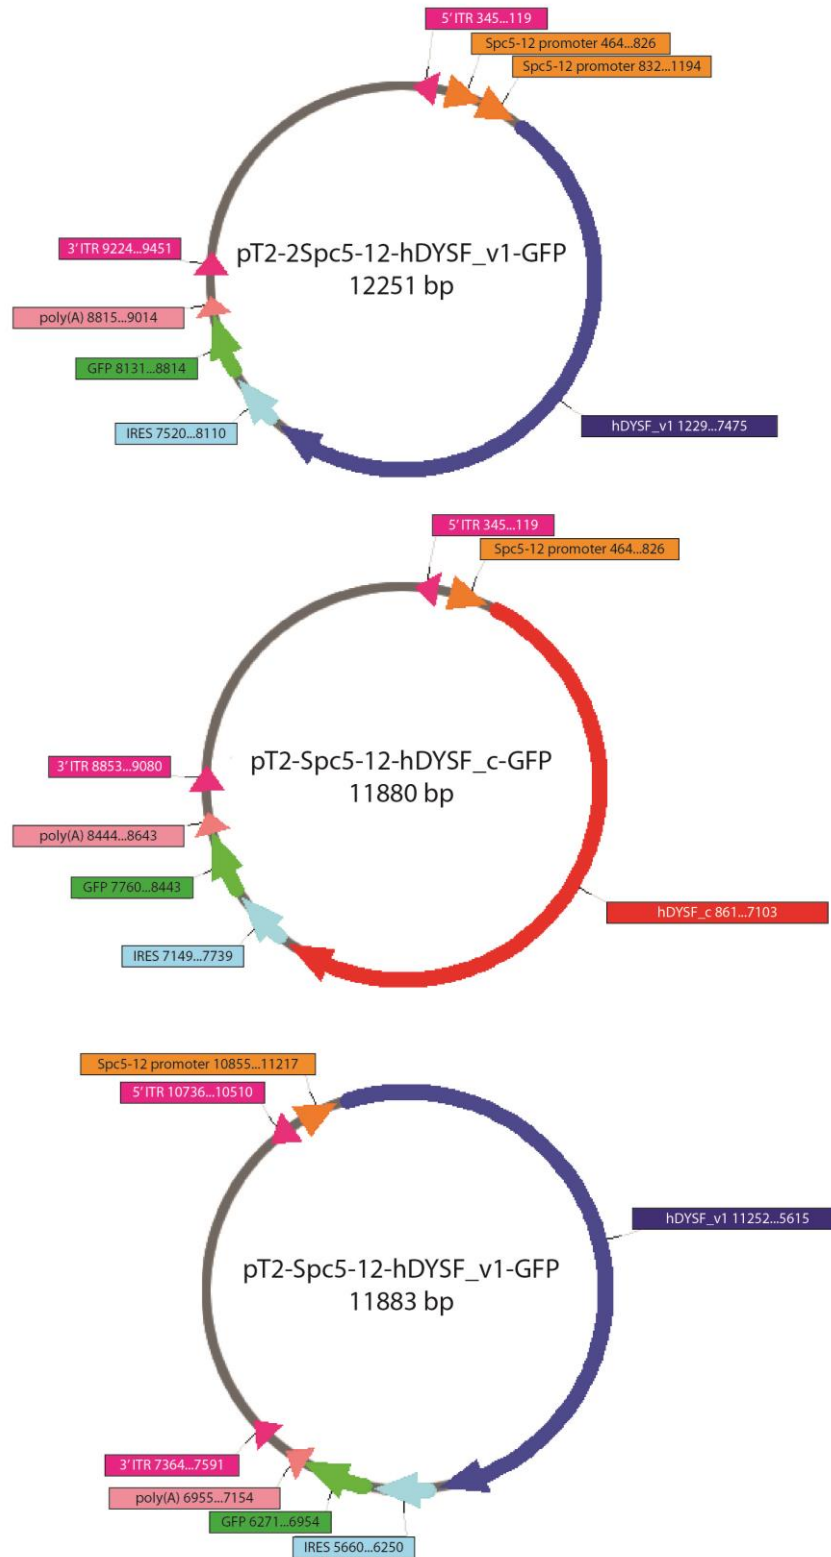 5’ ITR 345...119
Spc5-12 promoter 464...826
Spc5-12 promoter 832...1194
3’ ITR 9224...9451
pT2-2Spc5-12-hDYSF_v1-GFP
12251 bp
poly(A) 8815...9014
GFP 8131...8814
hDYSF_v1 1229...7475
IRES 7520...8110
5’ ITR 345...119
Spc5-12 promoter 464...826
3’ ITR 8853...9080
pT2-Spc5-12-hDYSF_c-GFP
11880 bp
poly(A) 8444...8643
GFP 7760...8443
hDYSF_c 861...7103
IRES 7149...7739
Spc5-12 promoter 10855...11217
5’ ITR 10736...10510
hDYSF_v1 11252...5615
pT2-Spc5-12-hDYSF_v1-GFP
11883 bp
3’ ITR 7364...7591
poly(A) 6955...7154
GFP 6271...6954
IRES 5660...6250